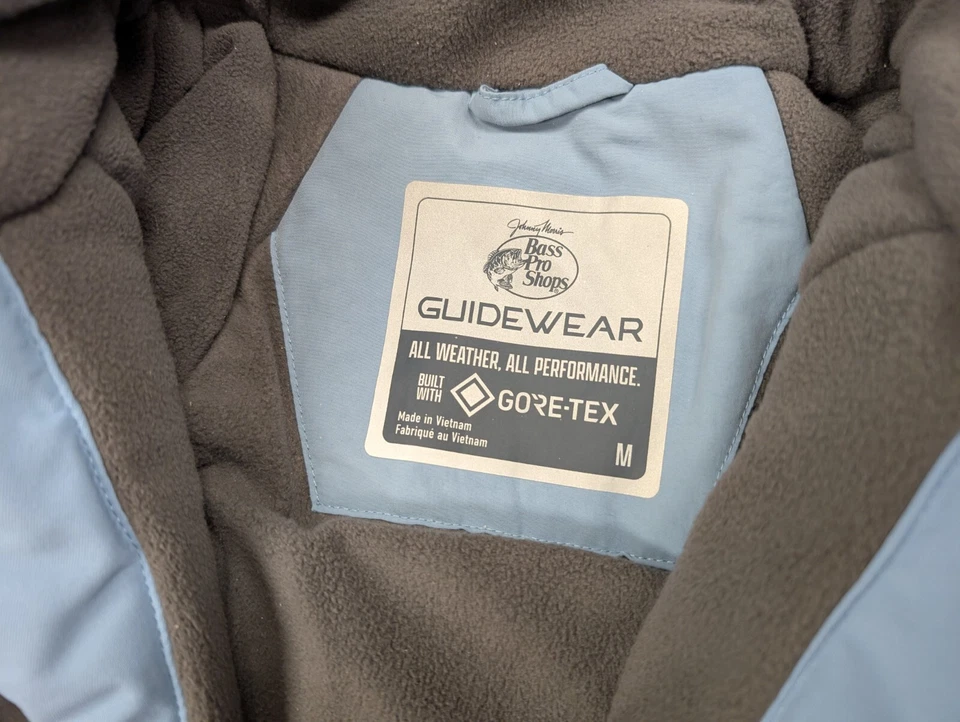 Johnny Morris
Bass
Pro
Shops®
GUIDEWEAR
ALL WEATHER, ALL PERFORMANCE.
BUILT
WITH
GORE-TEX
Made in Vietnam
Fabriqué au Vietnam
M